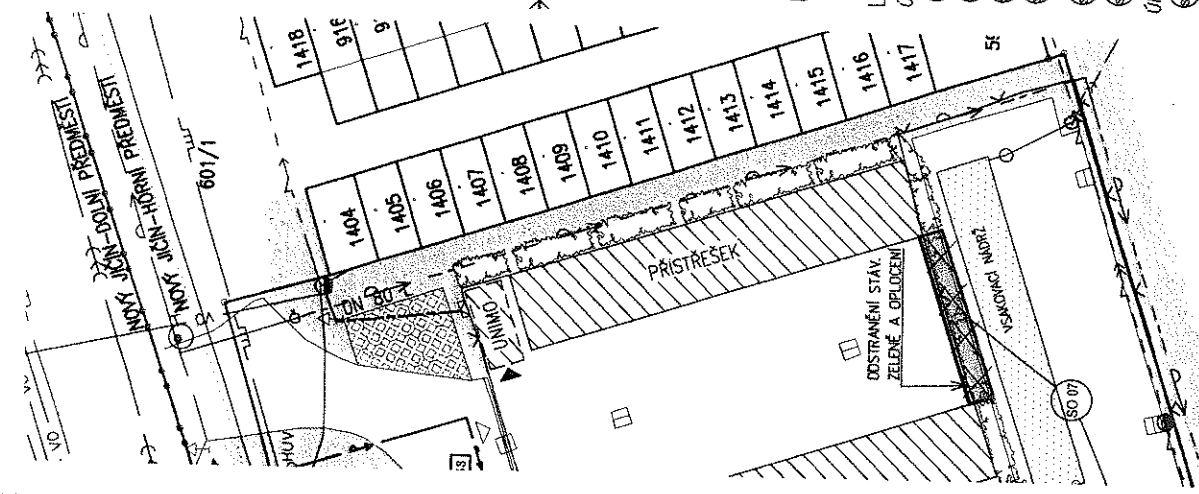 NOVÝ JIČÍN-DOLNÍ PŘEDMĚSTÍ
NOVÝ JIČÍN-HORNÍ PŘEDMĚSTÍ
601/1
VO
1418
916
1404
1405
1406
1407
1408
1409
1410
1411
1412
1413
1414
1415
1416
1417
DN 80
UNIMO
PŘÍSTŘEŠEK
ODSTRANĚNÍ STÁV.
ZELENĚ A OPLOCENÍ
VSAKOVACÍ NÁDRŽ
SO 07